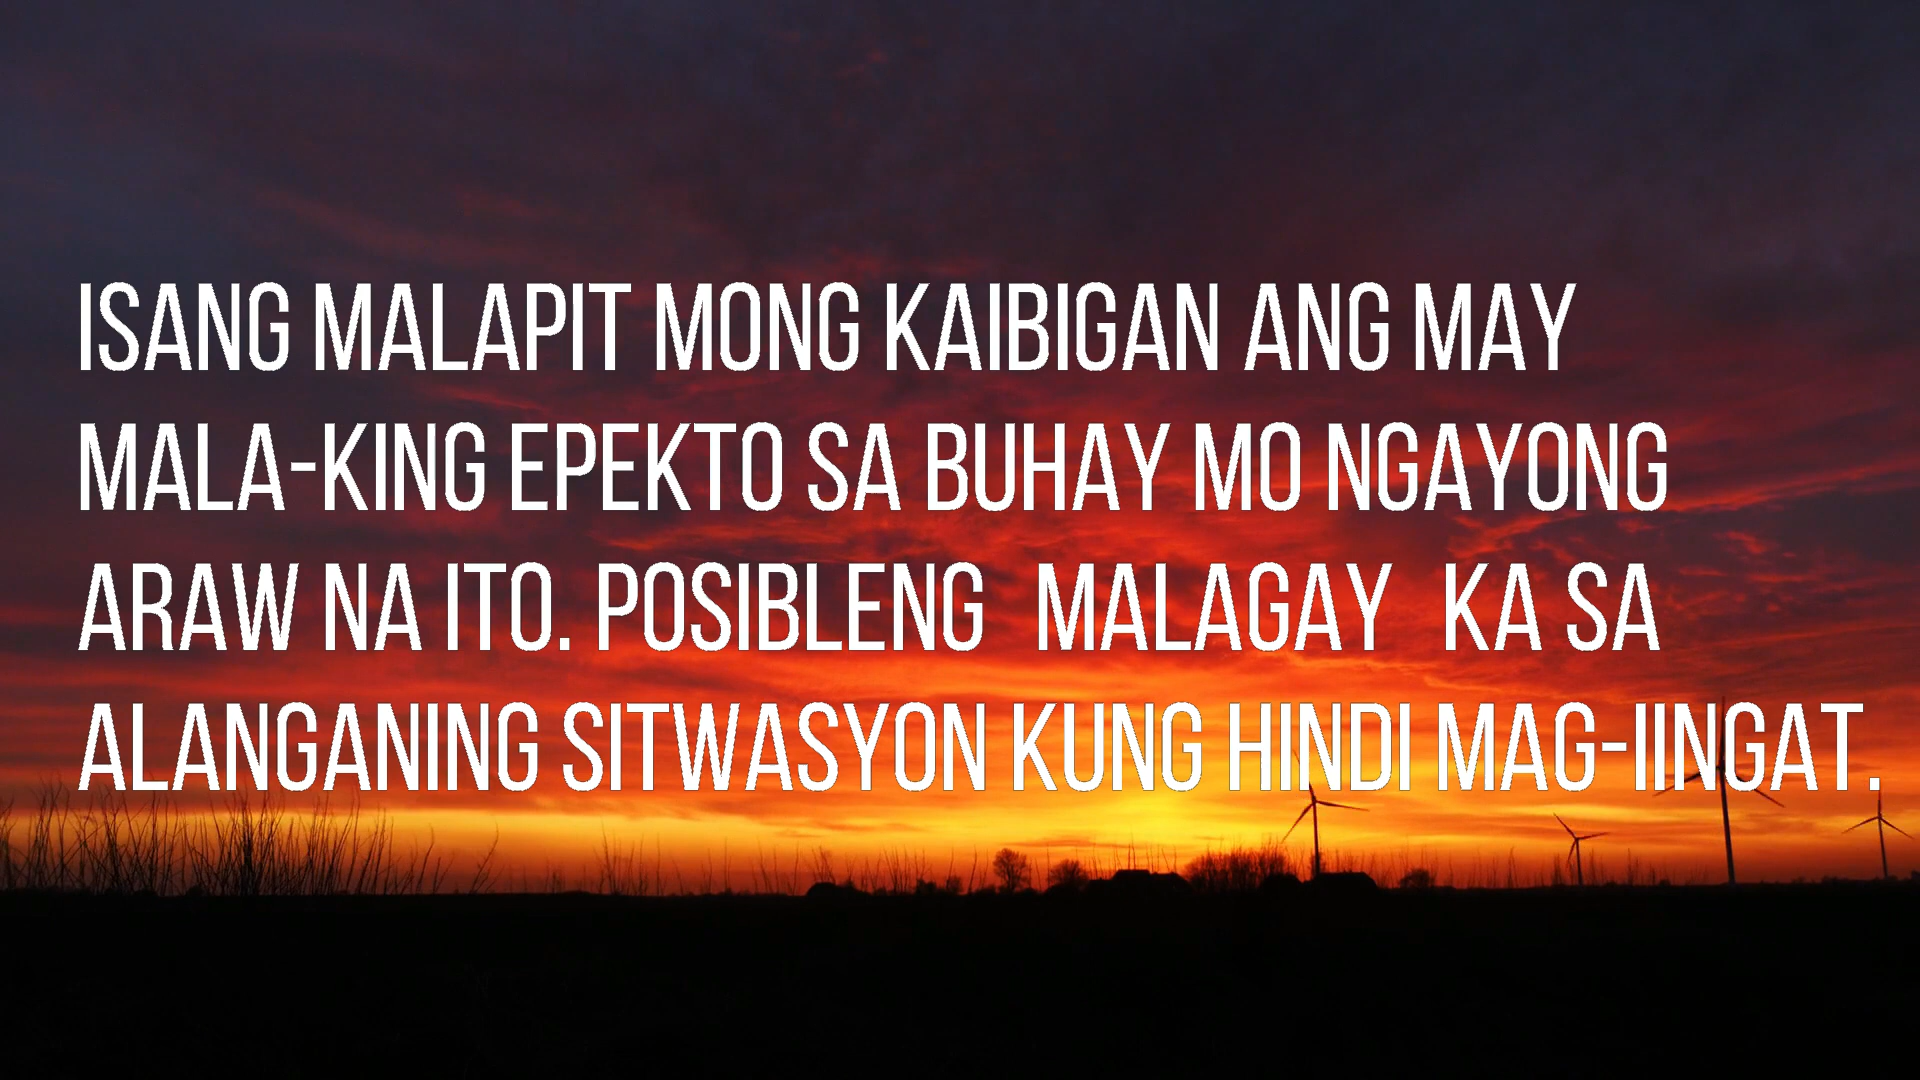 ISANG MALAPIT MONG KAIBIGAN ANG MAY
MALA-KING EPEKTO SA BUHAY MO NGAYONG
ARAW NA ITO. POSIBLENG MALAGAY KA SA
ALANGANING SITWASYON KUNG HINDI MAG-IINGAT.